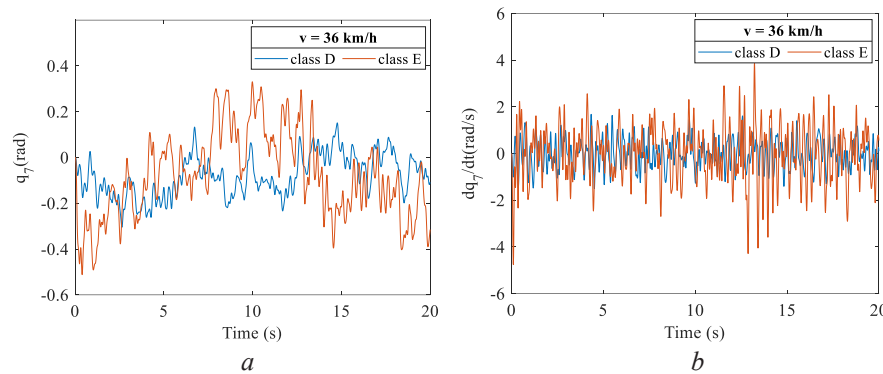 v = 36 km/h
class D class E
0.4
0.2
0
-0.2
-0.4
-0.6
q7(rad)
0 5 10 15 20
Time (s)
a
v = 36 km/h
class D class E
6
4
2
0
-2
-4
-6
dq7/dt(rad/s)
0 5 10 15 20
Time (s)
b